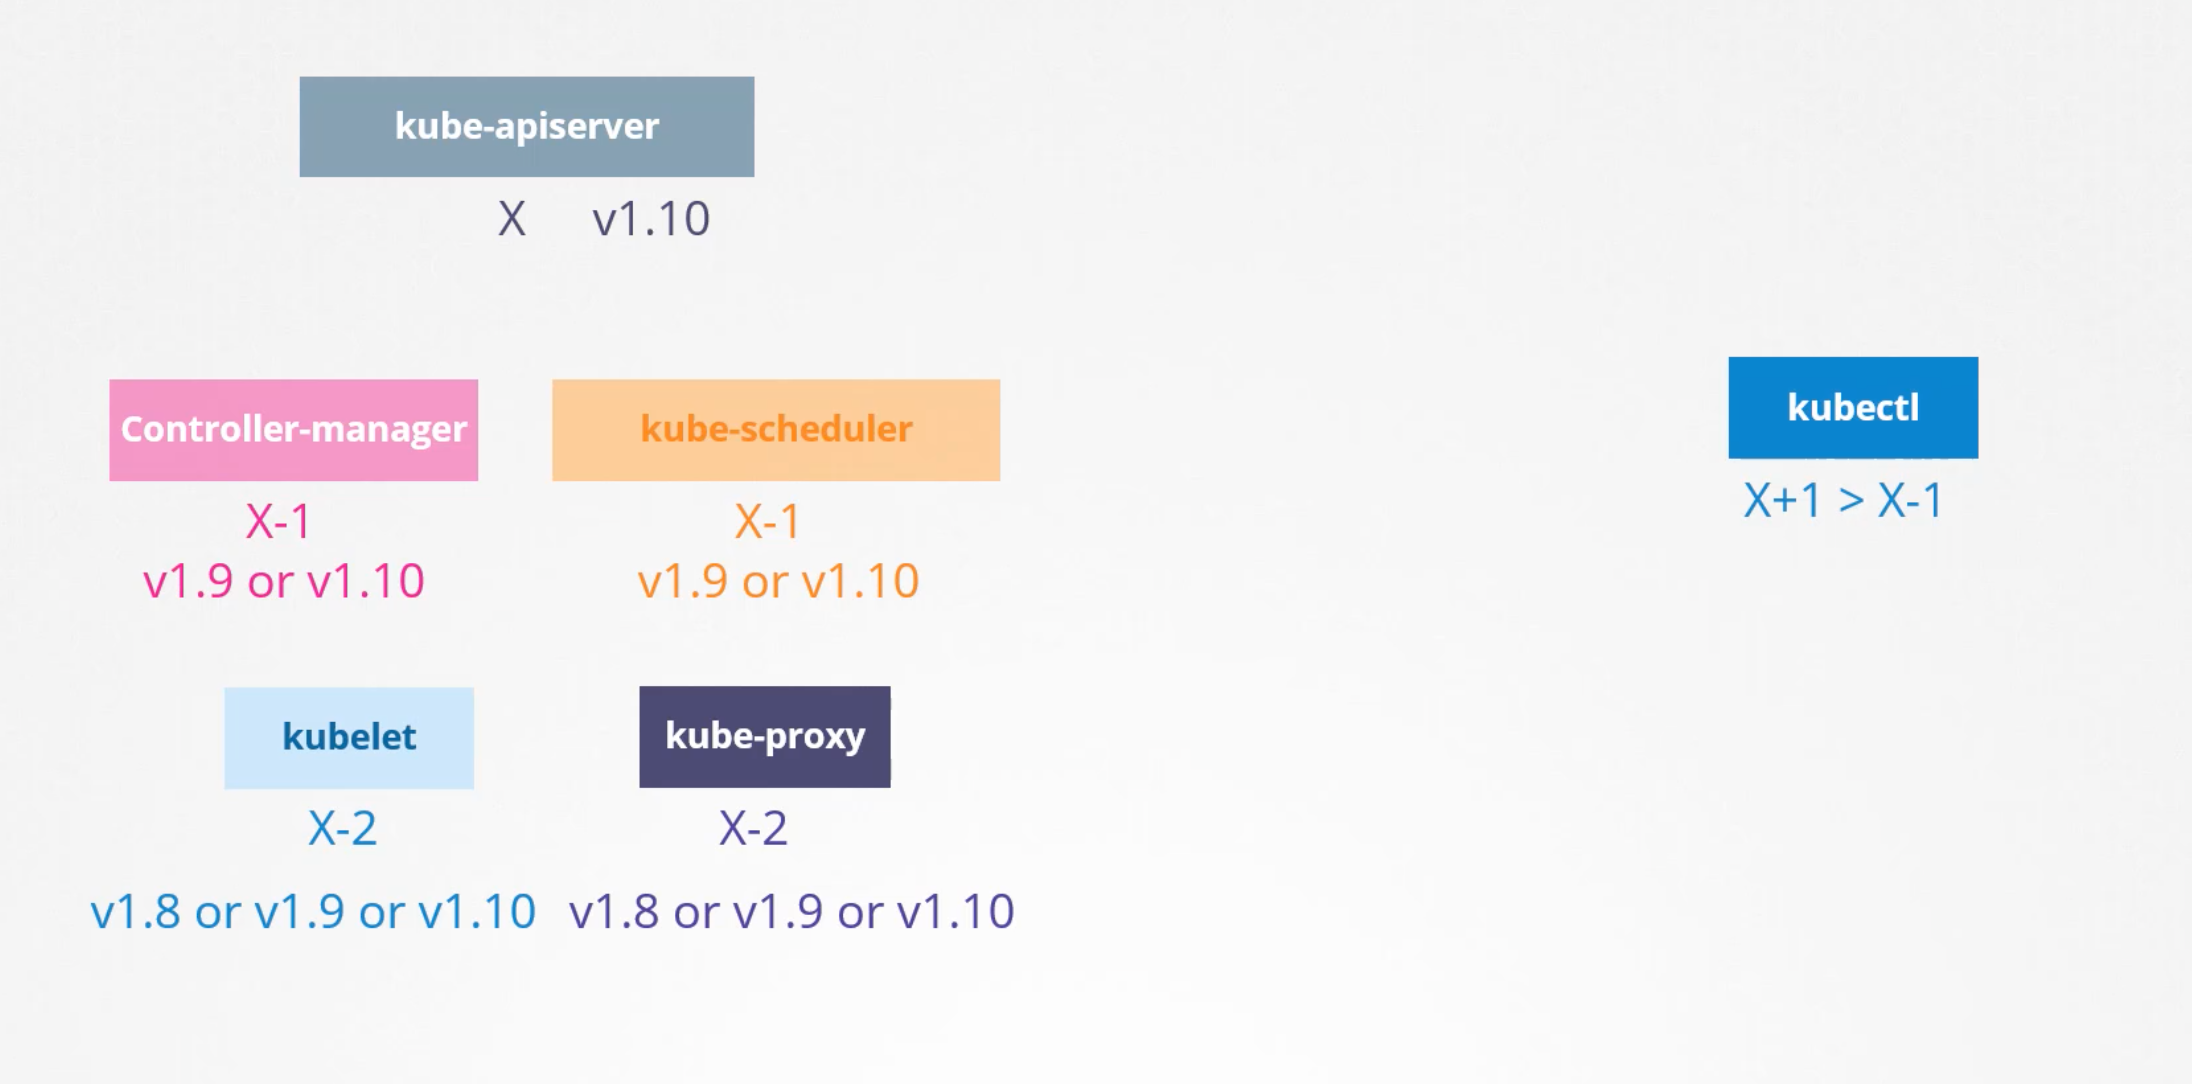 kube-apiserver
X v1.10
Controller-manager
X-1
v1.9 or v1.10
kube-scheduler
X-1
v1.9 or v1.10
kubectl
X+1 > X-1
kubelet
X-2
v1.8 or v1.9 or v1.10
kube-proxy
X-2
v1.8 or v1.9 or v1.10